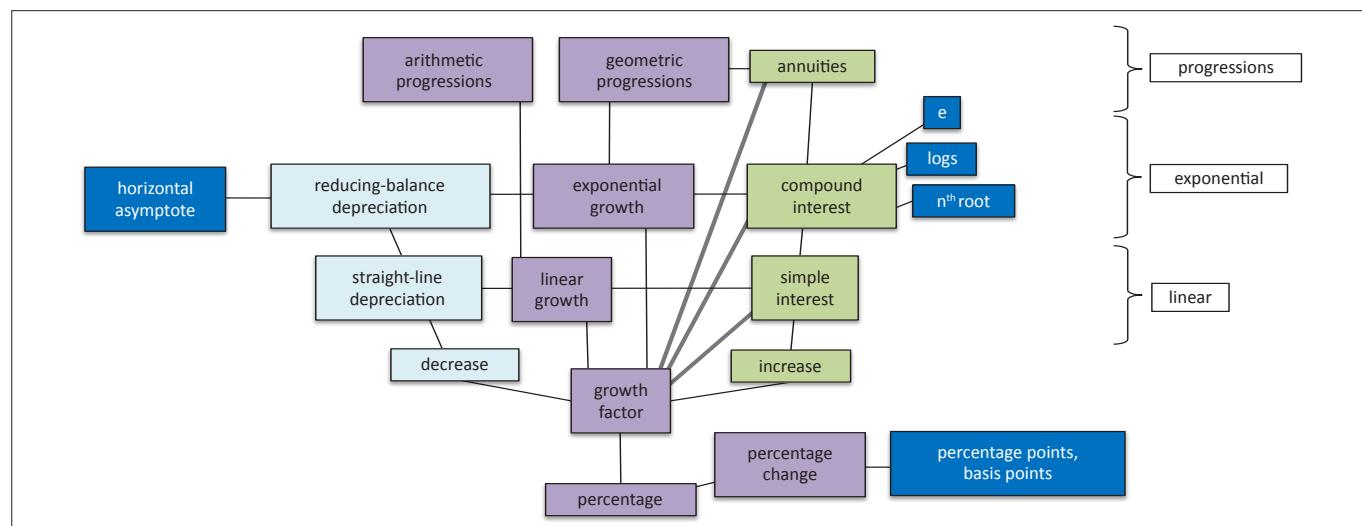 arithmetic
progressions
geometric
progressions
annuities
progressions
e
logs
nᵗʰ root
horizontal
asymptote
reducing-balance
depreciation
exponential
growth
compound
interest
exponential
straight-line
depreciation
linear
growth
simple
interest
linear
decrease
growth
factor
increase
percentage
percentage
change
percentage points,
basis points